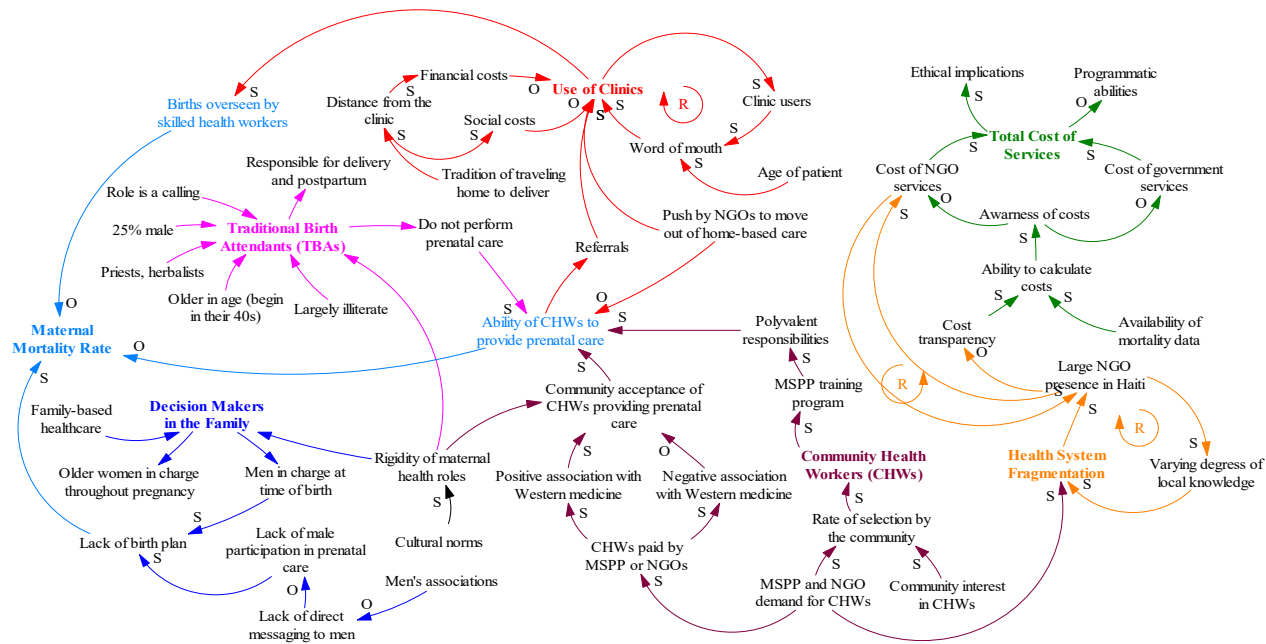 Ethical implications
S
Programmatic
abilities
O
Total Cost of
Services
S
S
Cost of NGO
services
S
O
Cost of government
services
O
Awarness of costs
S
Ability to calculate
costs
S
S
Cost
transparency
O
Availability of
mortality data
Large NGO
presence in Haiti
S
S
R
R
S
Varying degress of
local knowledge
S
Health System
Fragmentation
S
Financial costs
S
O
Use of Clinics
O
S
S
S
S
R
S
Clinic users
S
Word of mouth
S
Age of patient
Distance from the
clinic
S
Social costs
S
Tradition of traveling
home to deliver
Births overseen by
skilled health workers
S
Responsible for delivery
and postpartum
Role is a calling
25% male
Traditional Birth
Attendants (TBAs)
Priests, herbalists
Older in age (begin
in their 40s)
Largely illiterate
Do not perform
prenatal care
Referrals
Push by NGOs to move
out of home-based care
S
O
Ability of CHWs to
provide prenatal care
S
S
O
Maternal
Mortality Rate
O
S
Polyvalent
responsibilities
S
MSPP training
program
S
Community Health
Workers (CHWs)
S
Rate of selection by
the community
S
S
MSPP and NGO
demand for CHWs
Community interest
in CHWs
Community acceptance of
CHWs providing prenatal
care
S
O
Positive association with
Western medicine
S
Negative association
with Western medicine
S
CHWs paid by
MSPP or NGOs
S
Family-based
healthcare
Decision Makers
in the Family
Older women in charge
throughout pregnancy
Men in charge at
time of birth
Rigidity of maternal
health roles
S
Cultural norms
S
Lack of birth plan
S
Lack of male
participation in prenatal
care
O
Men's associations
O
Lack of direct
messaging to men